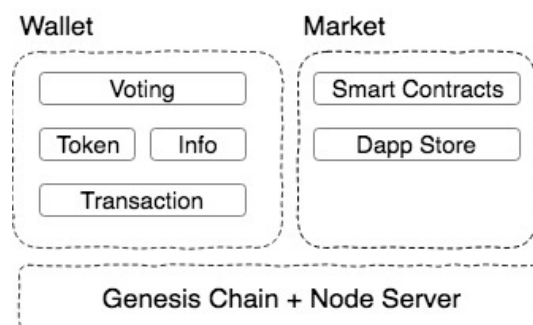 Wallet
Market
Voting
Smart Contracts
Token
Info
Dapp Store
Transaction
Genesis Chain + Node Server